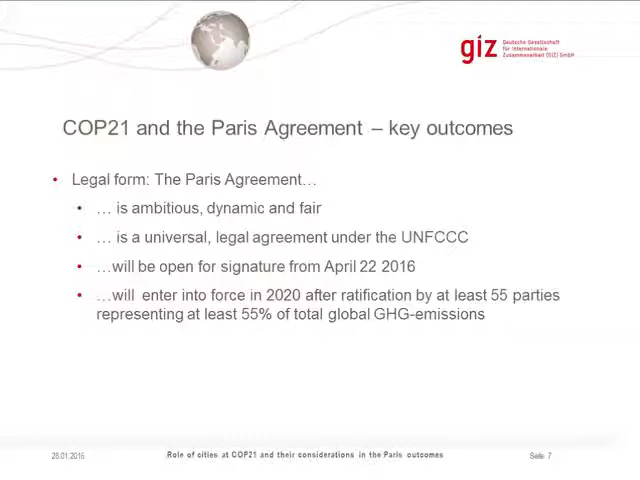 giz
Deutsche Gesellschaft
für Internationale
Zusammenarbeit (GIZ) GmbH
COP21 and the Paris Agreement – key outcomes
• Legal form: The Paris Agreement…
• … is ambitious, dynamic and fair
• … is a universal, legal agreement under the UNFCCC
• …will be open for signature from April 22 2016
• …will enter into force in 2020 after ratification by at least 55 parties
representing at least 55% of total global GHG-emissions
28.01.2016
Role of cities at COP21 and their considerations in the Paris outcomes
Seite 7